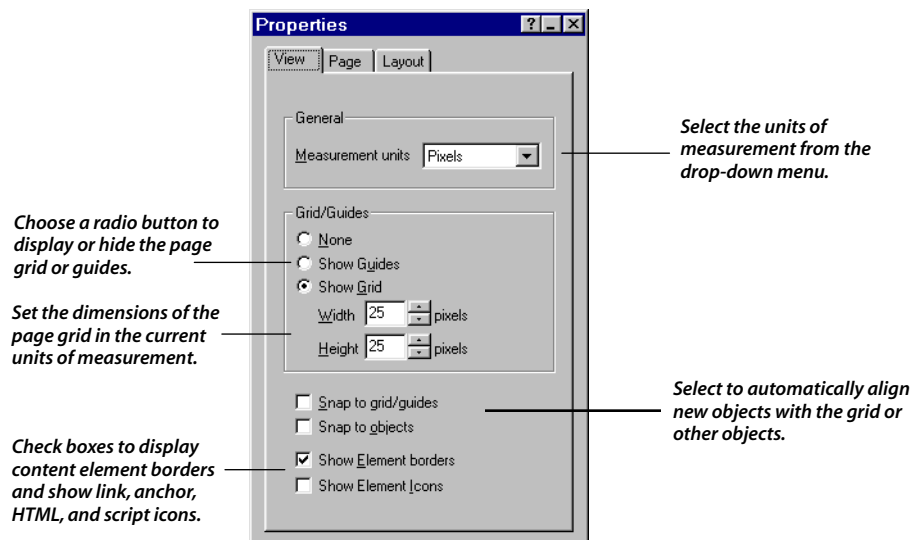 Properties
View Page Layout
General
Measurement units Pixels
Select the units of
measurement from the
drop-down menu.
Grid/Guides
None
Show Guides
Show Grid
Width 25 pixels
Height 25 pixels
Choose a radio button to
display or hide the page
grid or guides.
Set the dimensions of the
page grid in the current
units of measurement.
Snap to grid/guides
Snap to objects
Select to automatically align
new objects with the grid or
other objects.
Show Element borders
Show Element Icons
Check boxes to display
content element borders
and show link, anchor,
HTML, and script icons.